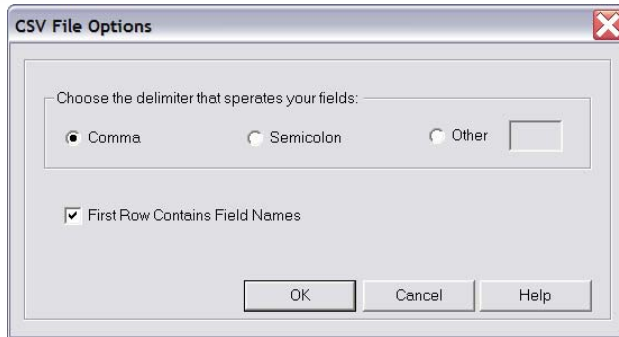 CSV File Options
Choose the delimiter that sperates your fields:
Comma Semicolon Other
First Row Contains Field Names
OK Cancel Help